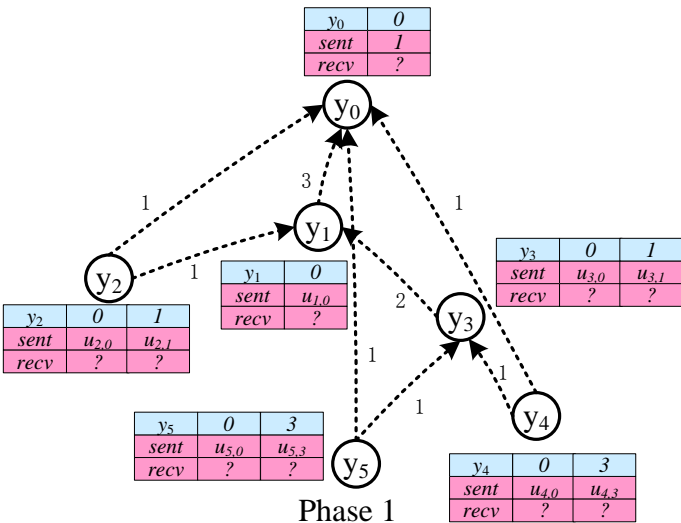 y0 0
sent 1
recv ?
y0
1
3
1
y1
y2
1
y1 0
sent u1,0
recv ?
y3 0 1
sent u3,0 u3,1
recv ? ?
2
y3
y2 0 1
sent u2,0 u2,1
recv ? ?
1
1
1
y4
y5 0 3
sent u5,0 u5,3
recv ? ?
y5
y4 0 3
sent u4,0 u4,3
recv ? ?
Phase 1